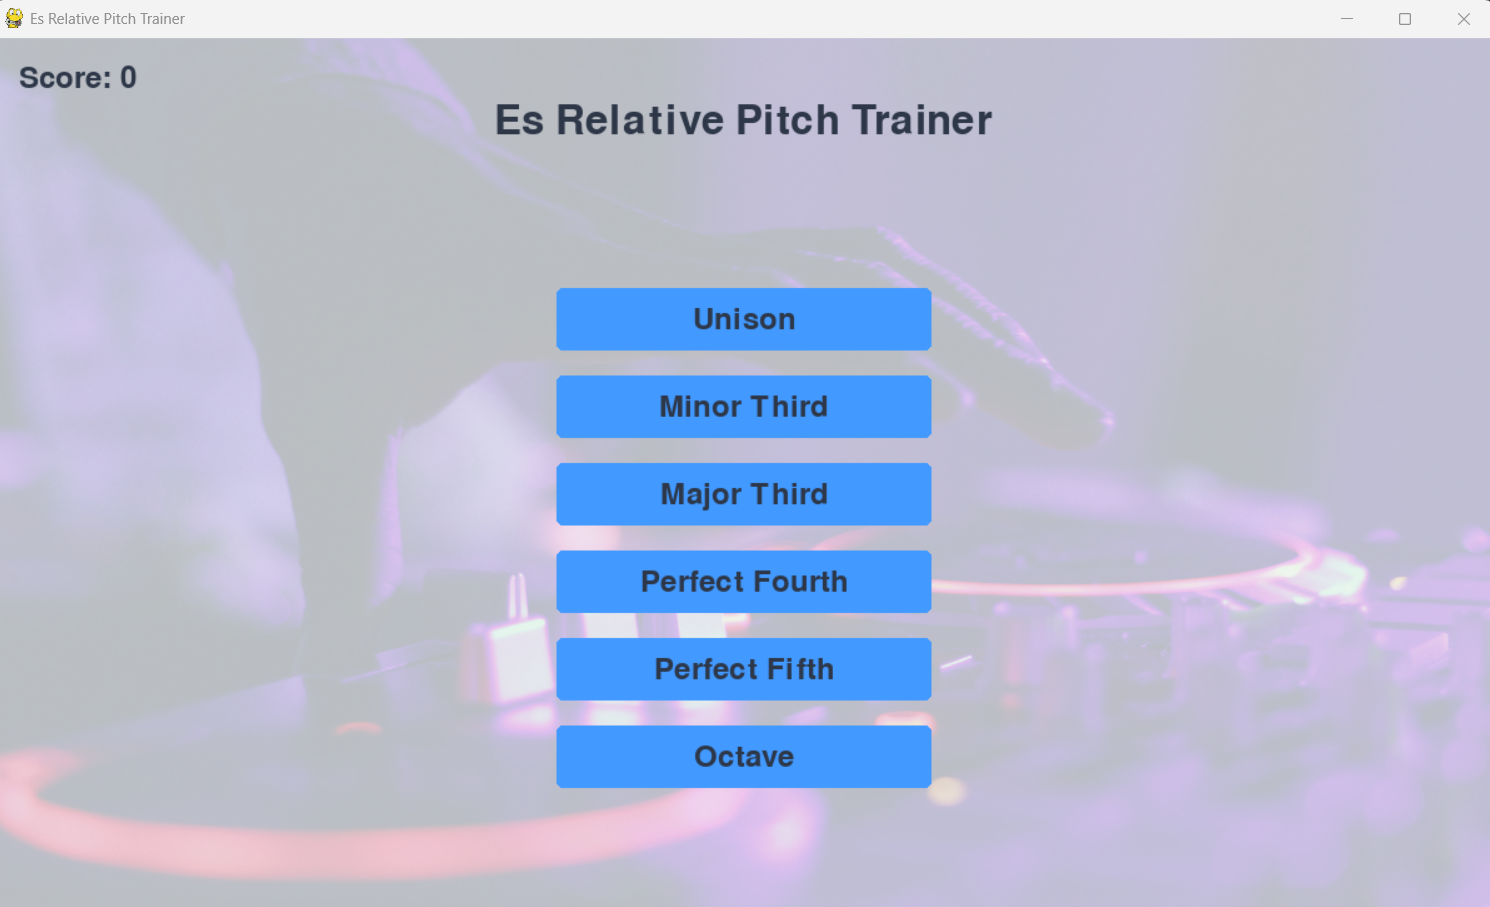 Es Relative Pitch Trainer
Score: 0
Es Relative Pitch Trainer
Unison
Minor Third
Major Third
Perfect Fourth
Perfect Fifth
Octave